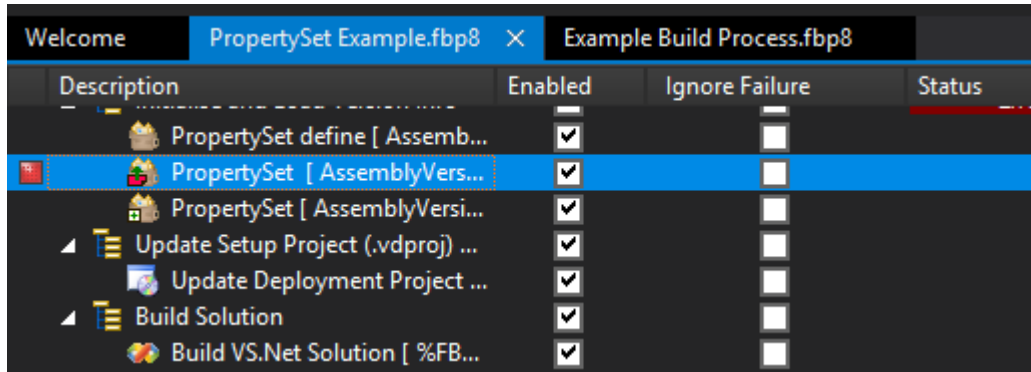 Welcome PropertySet Example.fbp8 Example Build Process.fbp8
Description Enabled Ignore Failure Status
PropertySet define [ Assemb...
PropertySet [ AssemblyVers...
PropertySet [ AssemblyVersi...
Update Setup Project (.vdproj) ...
Update Deployment Project ...
Build Solution
Build VS.Net Solution [ %FB...